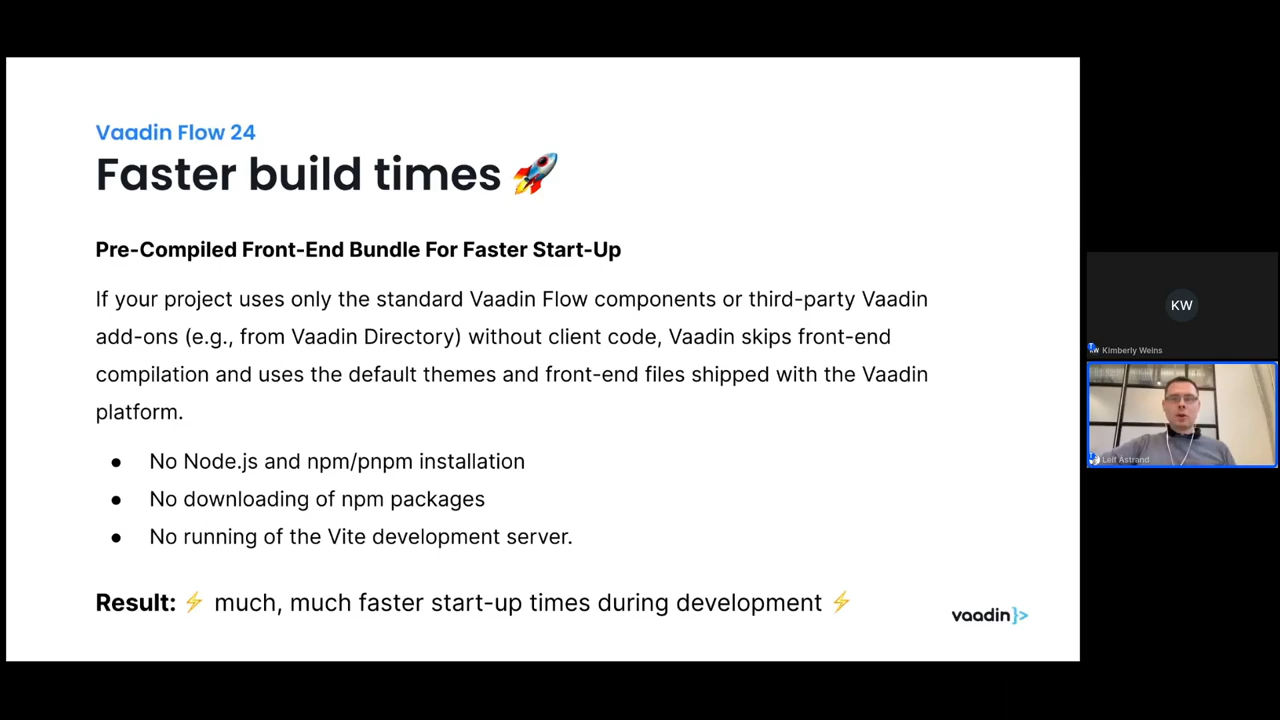 Vaadin Flow 24
Faster build times 🚀
Pre-Compiled Front-End Bundle For Faster Start-Up
If your project uses only the standard Vaadin Flow components or third-party Vaadin
add-ons (e.g., from Vaadin Directory) without client code, Vaadin skips front-end
compilation and uses the default themes and front-end files shipped with the Vaadin
platform.
● No Node.js and npm/pnpm installation
● No downloading of npm packages
● No running of the Vite development server.
Result: ⚡ much, much faster start-up times during development ⚡
vaadin}>
KW
Kimberly Weins
Leif Astrand